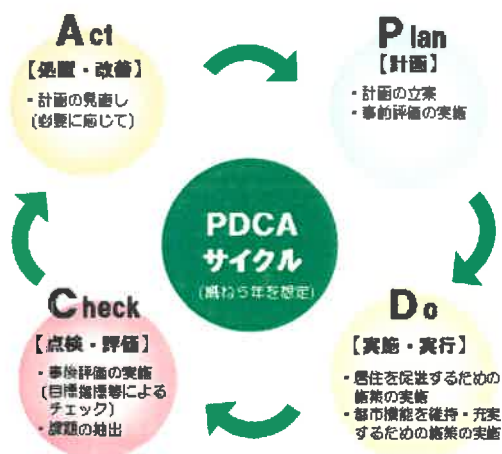 Act
【処置・改善】
・計画の見直し
(必要に応じて)
Plan
【計画】
・計画の立案
・事前評価の実施
PDCA
サイクル
(概ね5年を想定)
Check
【点検・評価】
・事後評価の実施
(目標指標等による
チェック)
・課題の抽出
Do
【実施・実行】
・居住を促進するための
施策の実施
・都市機能を維持・充実
するための施策の実施